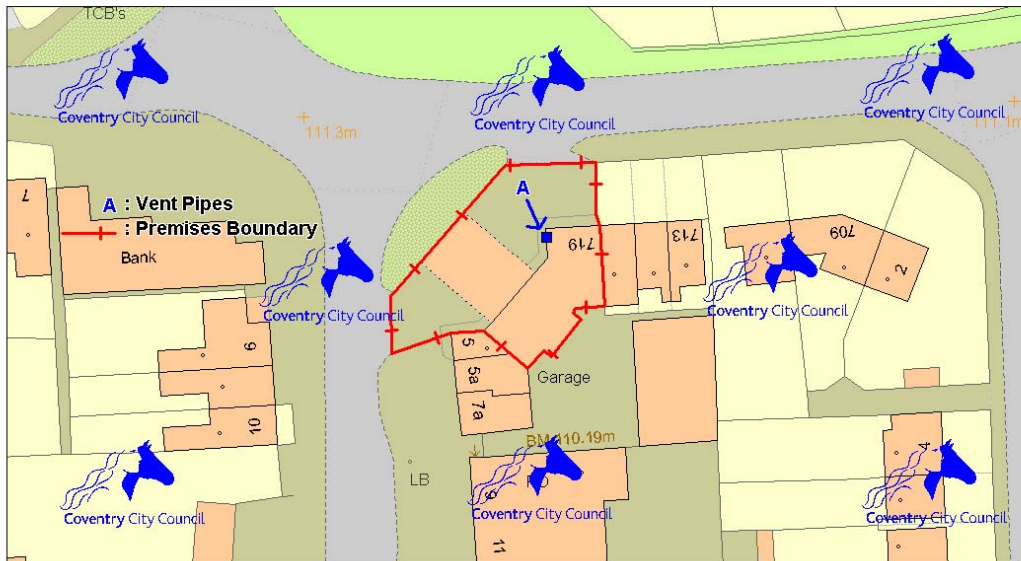 TCB's
Coventry City Council
Coventry City Council
Coventry City Council
111.3m
111.1m
7
A : Vent Pipes
: Premises Boundary
Bank
A
719
713
709
2
Coventry City Council
Coventry City Council
6
10
5
5a
7a
Garage
BM 110.19m
LB
PO
9
11
4
Coventry City Council
Coventry City Council
Coventry City Council